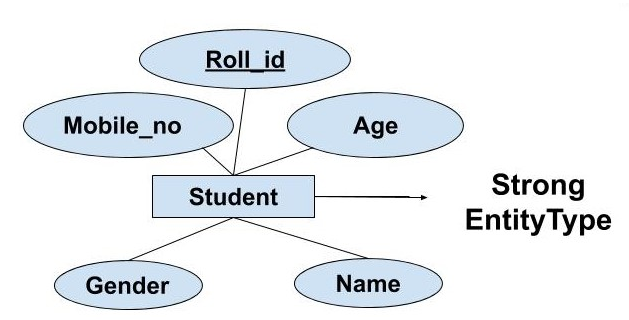 Roll_id
Mobile_no
Age
Student
Strong
EntityType
Gender
Name